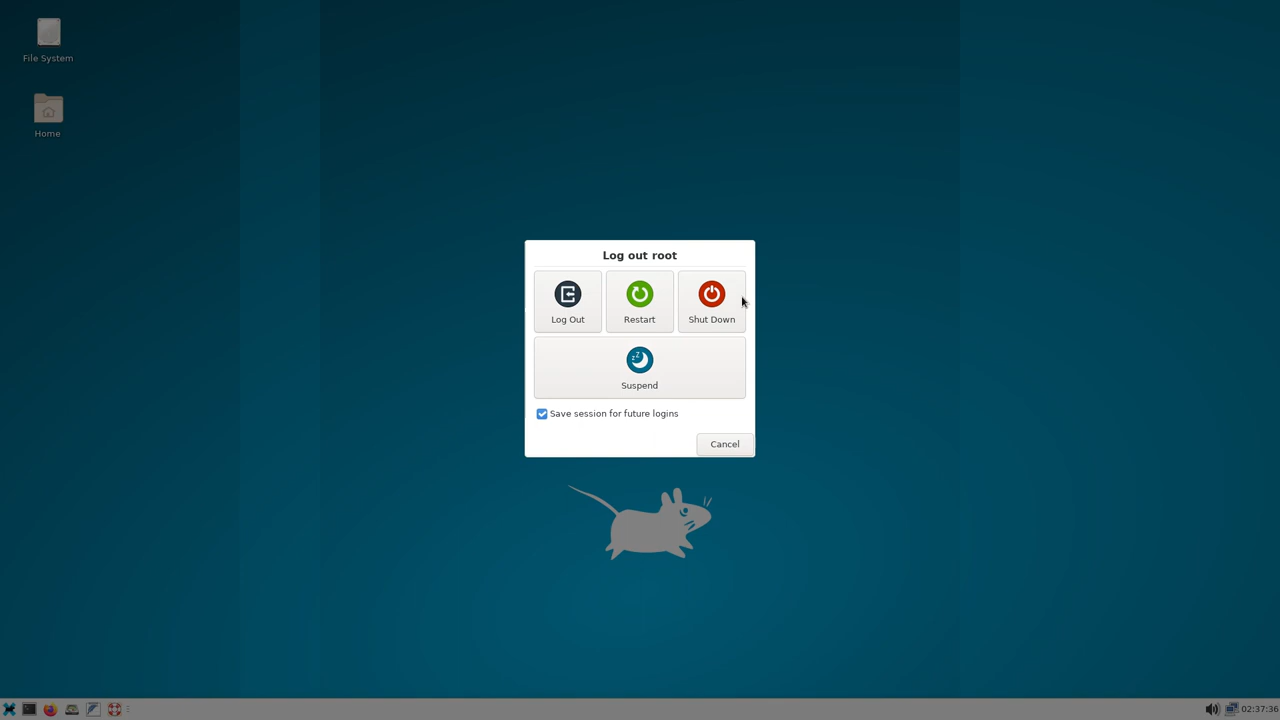 File System
Home
Log out root
Log Out
Restart
Shut Down
zZ
Suspend
Save session for future logins
Cancel
02:37:36